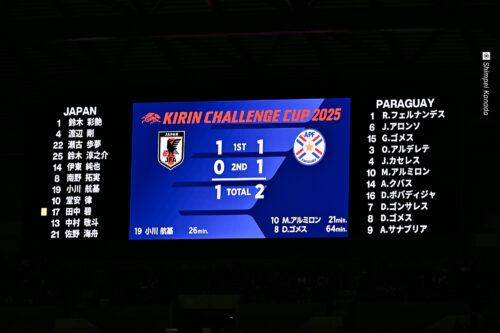 JAPAN
1 鈴木 彩艶
4 渡辺 剛
22 瀬古 歩夢
25 鈴木 淳之介
14 伊東 純也
8 南野 拓実
19 小川 航基
10 堂安 律
17 田中 碧
13 中村 敬斗
21 佐野 海舟
KIRIN CHALLENGE CUP 2025
JFA
APF
1 1ST 1
0 2ND 1
1 TOTAL 2
19 小川 航基 26min.
10 M.アルミロン 21min.
8 D.ゴメス 64min.
PARAGUAY
1 R.フェルナンデス
6 J.アロンソ
15 G.ゴメス
3 O.アルデレテ
4 J.カセレス
10 M.アルミロン
14 A.クバス
16 D.ボバディジャ
7 D.ゴンサレス
8 D.ゴメス
9 A.サナブリア
Shimpei Kanoda